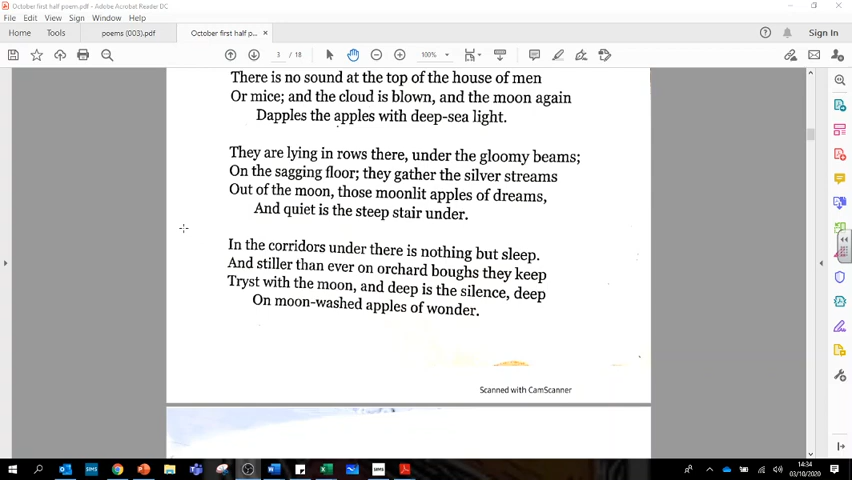 October first half poem.pdf - Adobe Acrobat Reader DC
File Edit View Sign Window Help
Home Tools poems (003).pdf October first half p... × Sign In
3 / 18 100%
There is no sound at the top of the house of men
Or mice; and the cloud is blown, and the moon again
Dapples the apples with deep-sea light.
They are lying in rows there, under the gloomy beams;
On the sagging floor; they gather the silver streams
Out of the moon, those moonlit apples of dreams,
And quiet is the steep stair under.
In the corridors under there is nothing but sleep.
And stiller than ever on orchard boughs they keep
Tryst with the moon, and deep is the silence, deep
On moon-washed apples of wonder.
Scanned with CamScanner
14:34
03/10/2020